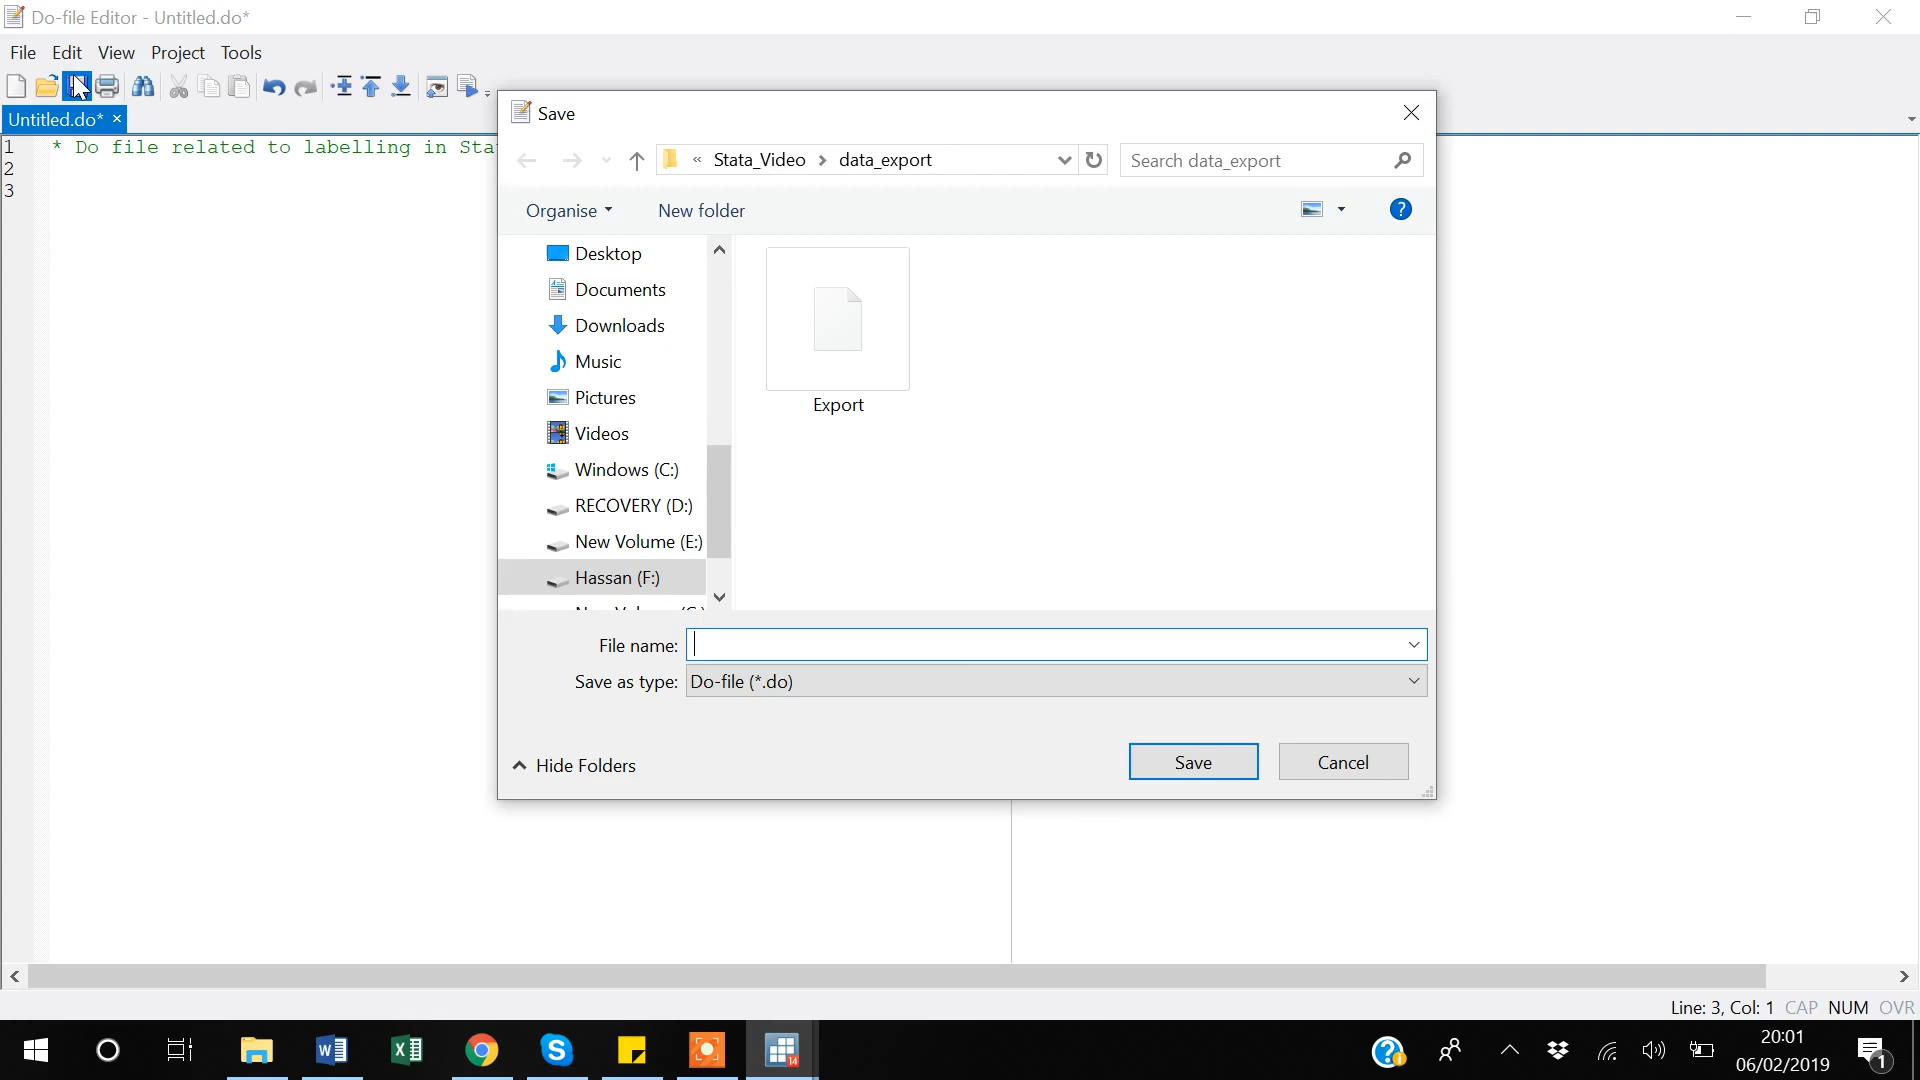 Do-file Editor - Untitled.do*
File Edit View Project Tools
Untitled.do*
1 * Do file related to labelling in Sta
2
3
Save
« Stata_Video > data_export
Search data_export
Organise New folder
?
Desktop
Documents
Downloads
Music
Pictures
Videos
Windows (C:)
RECOVERY (D:)
New Volume (E:)
Hassan (F:)
Export
File name:
Save as type: Do-file (*.do)
Hide Folders
Save Cancel
Line: 3, Col: 1 CAP NUM OVR
20:01
06/02/2019
1
14